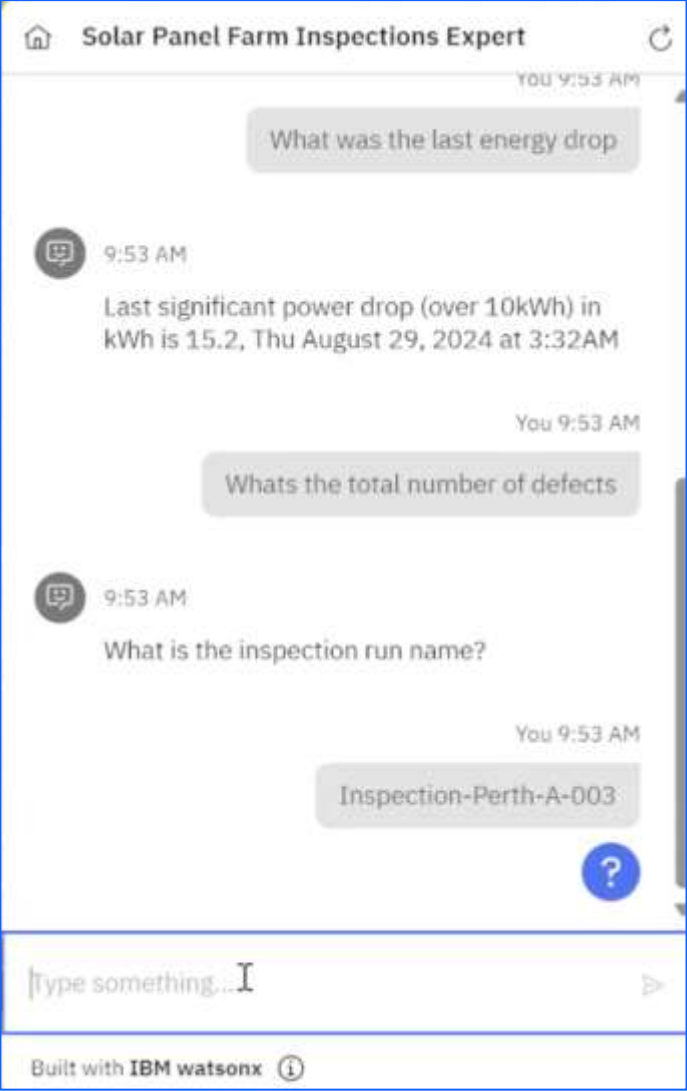 Solar Panel Farm Inspections Expert
You 9:53 AM
What was the last energy drop
9:53 AM
Last significant power drop (over 10kWh) in
kWh is 15.2, Thu August 29, 2024 at 3:32AM
You 9:53 AM
Whats the total number of defects
9:53 AM
What is the inspection run name?
You 9:53 AM
Inspection-Perth-A-003
?
Type something...
Built with IBM watsonx